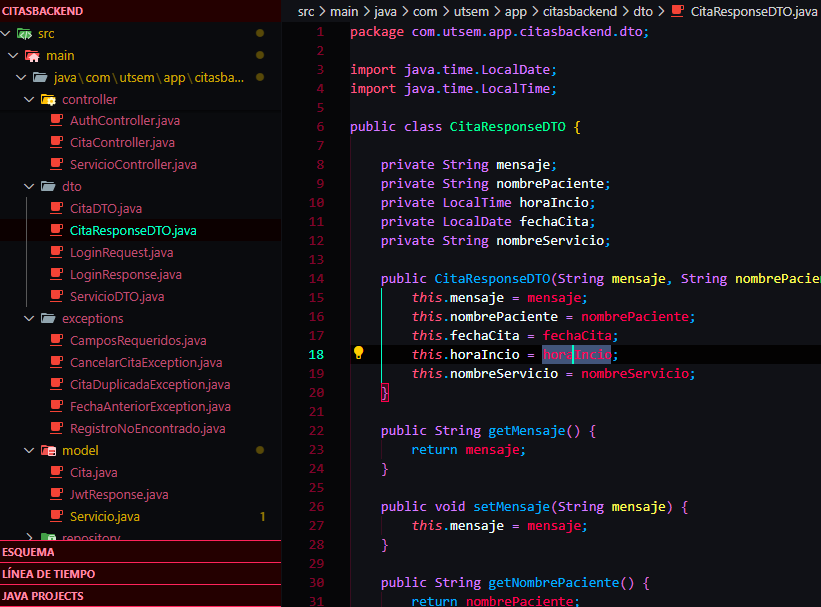 CITASBACKEND
src
main
java\com\utsem\app\citasba...
controller
AuthController.java
CitaController.java
ServicioController.java
dto
CitaDTO.java
CitaResponseDTO.java
LoginRequest.java
LoginResponse.java
ServicioDTO.java
exceptions
CamposRequeridos.java
CancelarCitaException.java
CitaDuplicadaException.java
FechaAnteriorException.java
RegistroNoEncontrado.java
model
Cita.java
JwtResponse.java
Servicio.java 1
repository
ESQUEMA
LÍNEA DE TIEMPO
JAVA PROJECTS
src > main > java > com > utsem > app > citasbackend > dto > CitaResponseDTO.java
1 package com.utsem.app.citasbackend.dto;
2
3 import java.time.LocalDate;
4 import java.time.LocalTime;
5
6 public class CitaResponseDTO {
7
8 private String mensaje;
9 private String nombrePaciente;
10 private LocalTime horaIncio;
11 private LocalDate fechaCita;
12 private String nombreServicio;
13
14 public CitaResponseDTO(String mensaje, String nombrePacie
15 this.mensaje = mensaje;
16 this.nombrePaciente = nombrePaciente;
17 this.fechaCita = fechaCita;
18 this.horaIncio = horaIncio;
19 this.nombreServicio = nombreServicio;
20 }
21
22 public String getMensaje() {
23 return mensaje;
24 }
25
26 public void setMensaje(String mensaje) {
27 this.mensaje = mensaje;
28 }
29
30 public String getNombrePaciente() {
31 return nombrePaciente;